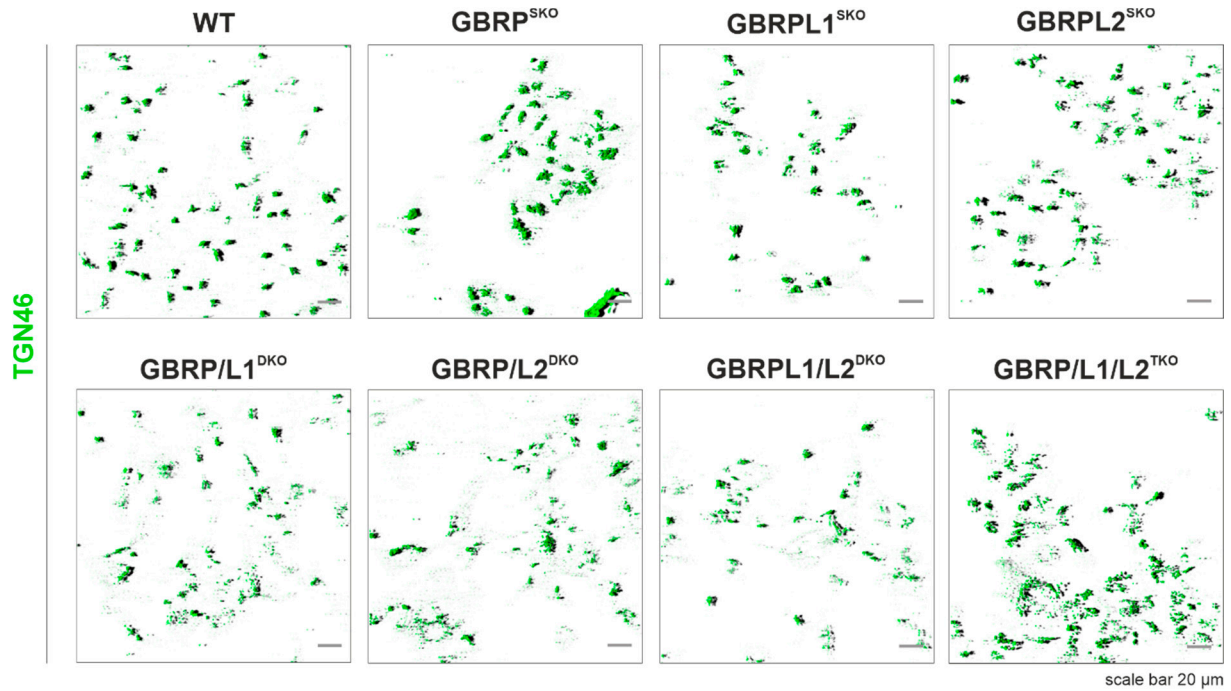 WT
GBRP^SKO
GBRPL1^SKO
GBRPL2^SKO
TGN46
GBRP/L1^DKO
GBRP/L2^DKO
GBRPL1/L2^DKO
GBRP/L1/L2^TKO
scale bar 20 µm